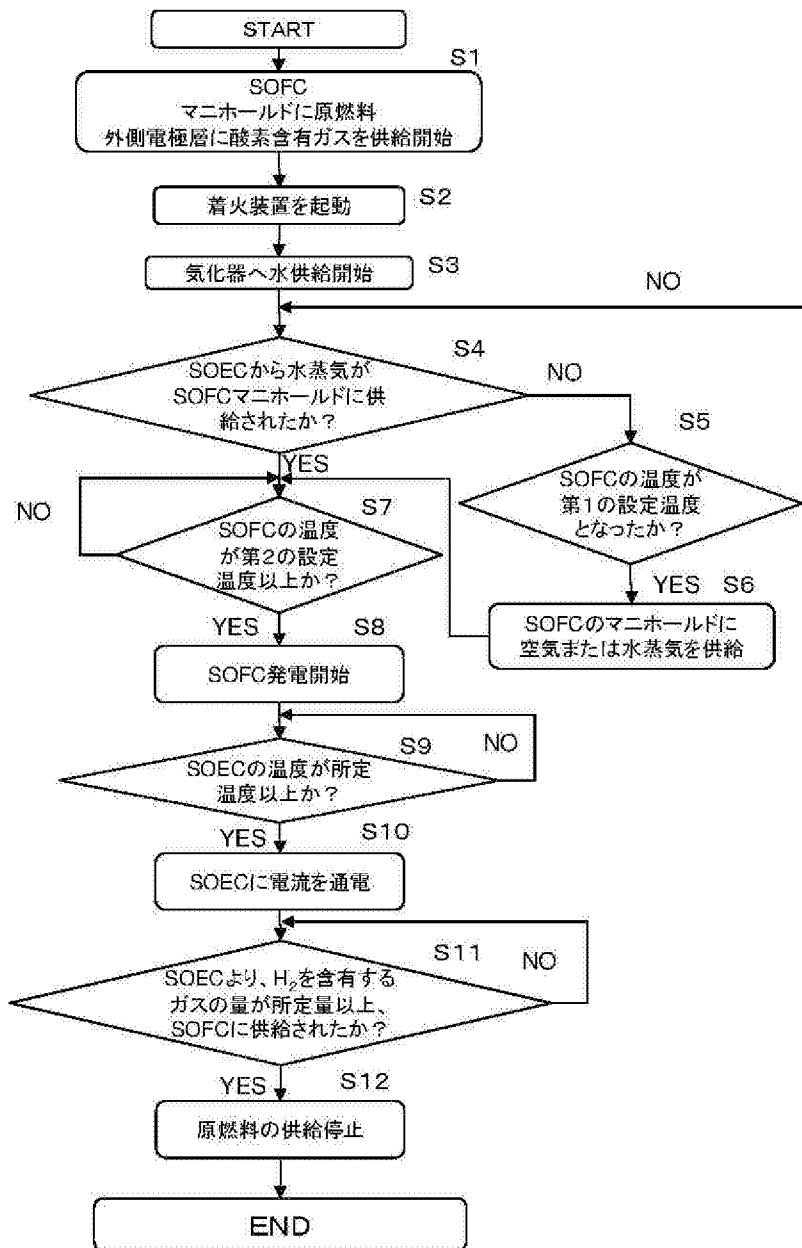 START
S1
SOFC
マニホールドに原燃料
外側電極層に酸素含有ガスを供給開始
着火装置を起動
S2
気化器へ水供給開始
S3
NO
S4
SOECから水蒸気が
SOFCマニホールドに供
給されたか？
NO
S5
YES
SOFCの温度が
第1の設定温度
となったか？
NO
S7
SOFCの温度
が第2の設定
温度以上か？
YES
S6
SOFCのマニホールドに
空気または水蒸気を供給
YES
S8
SOFC発電開始
S9
NO
SOECの温度が所定
温度以上か？
YES
S10
SOECに電流を通電
S11
NO
SOECより、H₂を含有する
ガスの量が所定量以上、
SOFCに供給されたか？
YES
S12
原燃料の供給停止
END